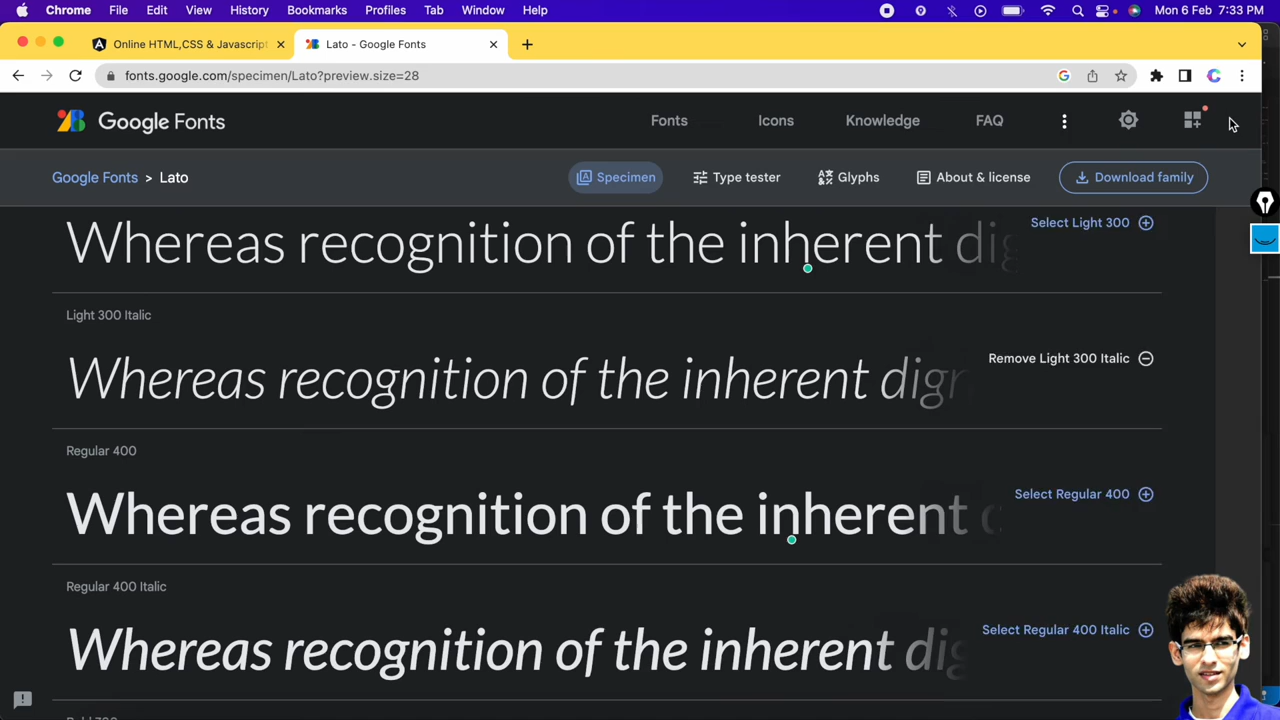 Chrome File Edit View History Bookmarks Profiles Tab Window Help Mon 6 Feb 7:33 PM
Online HTML,CSS & Javascript Lato - Google Fonts
fonts.google.com/specimen/Lato?preview.size=28
Google Fonts Fonts Icons Knowledge FAQ
Google Fonts > Lato Specimen Type tester Glyphs About & license Download family
Whereas recognition of the inherent dig Select Light 300
Light 300 Italic
Whereas recognition of the inherent dign Remove Light 300 Italic
Regular 400
Whereas recognition of the inherent Select Regular 400
Regular 400 Italic
Whereas recognition of the inherent dig Select Regular 400 Italic